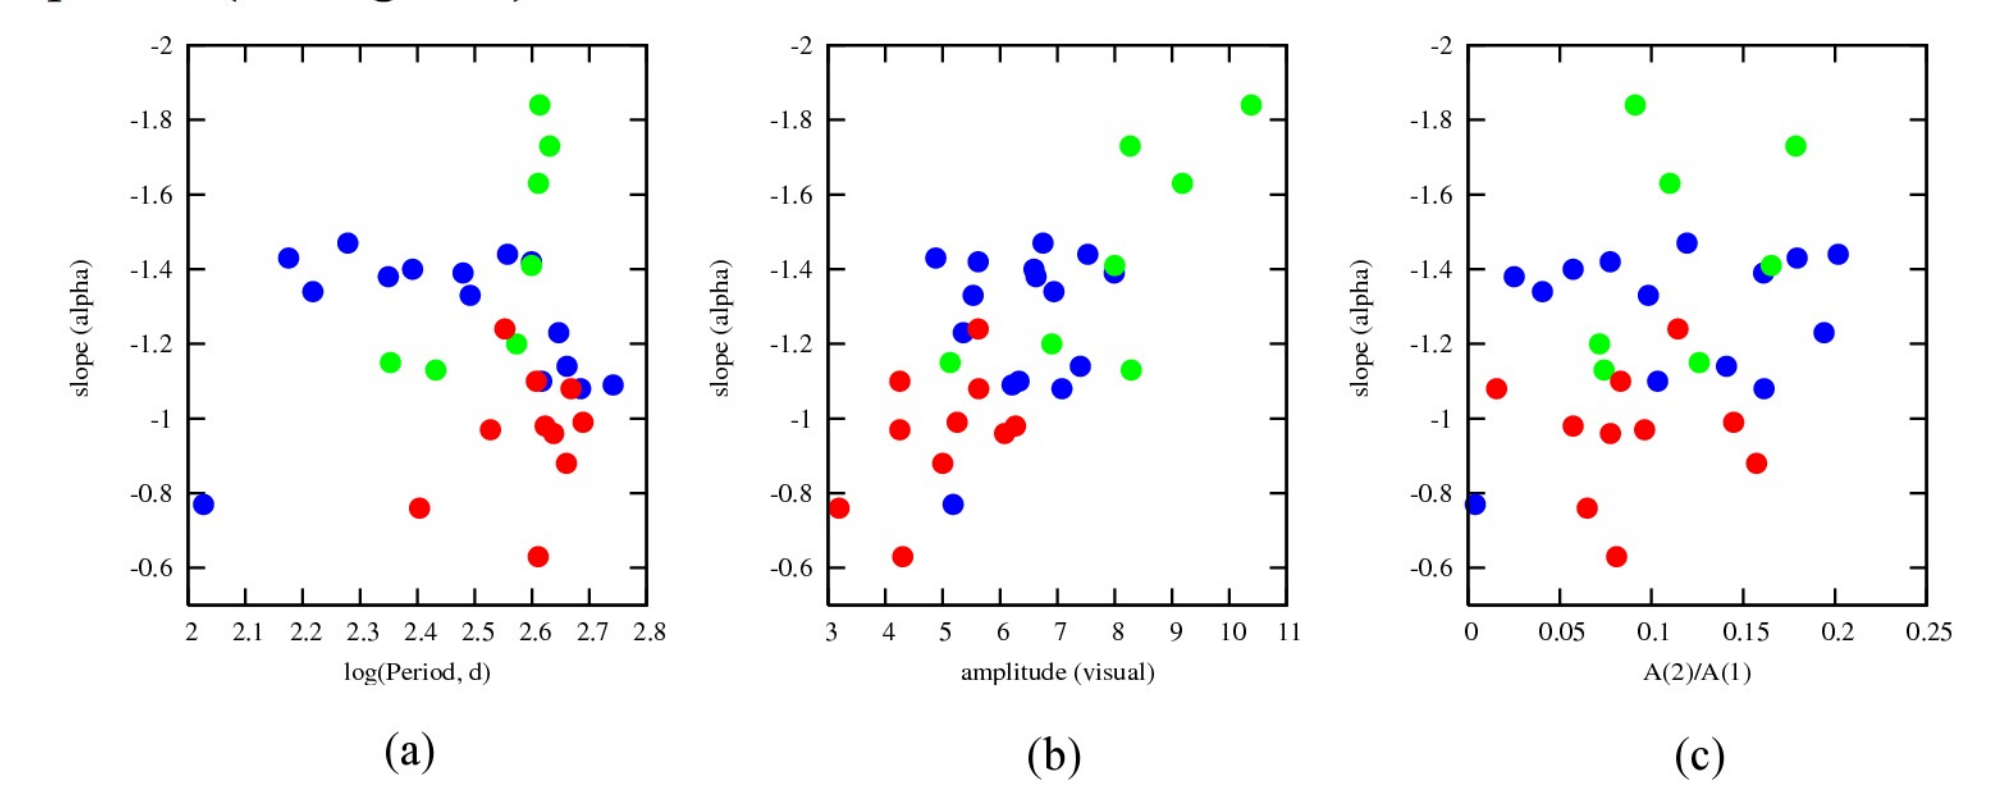 -2
-1.8
-1.6
-1.4
-1.2
-1
-0.8
-0.6
slope (alpha)
2 2.1 2.2 2.3 2.4 2.5 2.6 2.7 2.8
log(Period, d)
(a)
-2
-1.8
-1.6
-1.4
-1.2
-1
-0.8
-0.6
slope (alpha)
3 4 5 6 7 8 9 10 11
amplitude (visual)
(b)
-2
-1.8
-1.6
-1.4
-1.2
-1
-0.8
-0.6
slope (alpha)
0 0.05 0.1 0.15 0.2 0.25
A(2)/A(1)
(c)